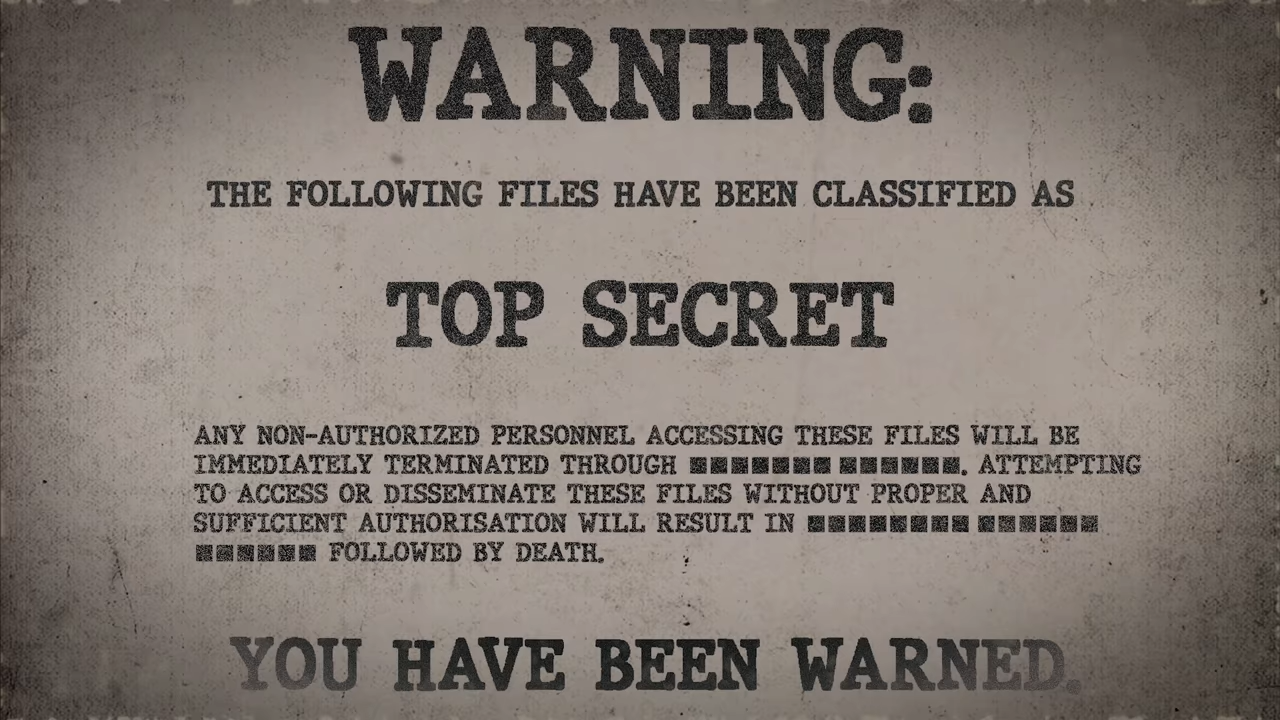 WARNING:
THE FOLLOWING FILES HAVE BEEN CLASSIFIED AS
TOP SECRET
ANY NON-AUTHORIZED PERSONNEL ACCESSING THESE FILES WILL BE
IMMEDIATELY TERMINATED THROUGH ■■■■■■■ ■■■■■■. ATTEMPTING
TO ACCESS OR DISSEMINATE THESE FILES WITHOUT PROPER AND
SUFFICIENT AUTHORISATION WILL RESULT IN ■■■■■■■■ ■■■■■■
■■■■■■ FOLLOWED BY DEATH.
YOU HAVE BEEN WARNED.